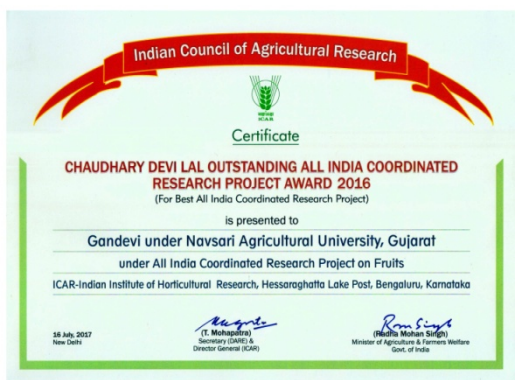 Indian Council of Agricultural Research
ICAR
Certificate
CHAUDHARY DEVI LAL OUTSTANDING ALL INDIA COORDINATED
RESEARCH PROJECT AWARD 2016
(For Best All India Coordinated Research Project)
is presented to
Gandevi under Navsari Agricultural University, Gujarat
under All India Coordinated Research Project on Fruits
ICAR-Indian Institute of Horticultural Research, Hessaraghatta Lake Post, Bengaluru, Karnataka
16 July, 2017
New Delhi
(T. Mohapatra)
Secretary (DARE) &
Director General (ICAR)
(Radha Mohan Singh)
Minister of Agriculture & Farmers Welfare
Govt. of India